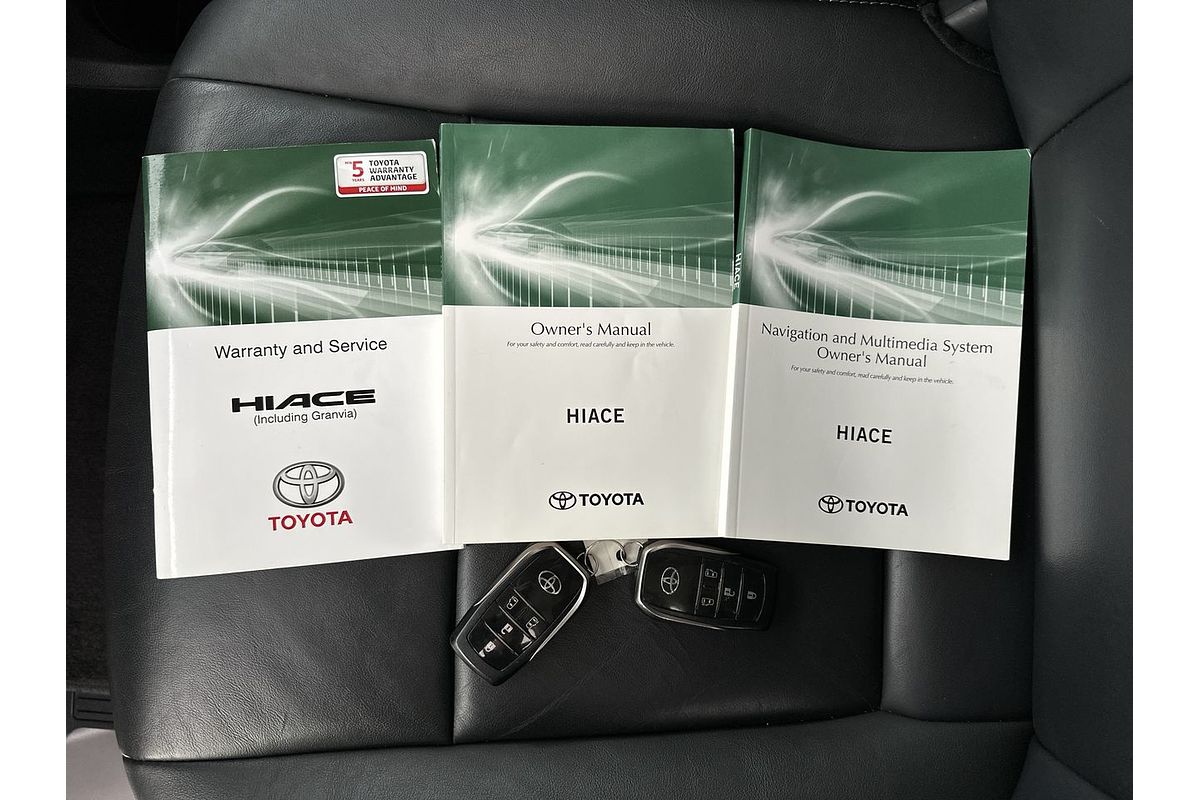 MIN 5 YEARS
TOYOTA
WARRANTY
ADVANTAGE
PEACE OF MIND
Warranty and Service
HIACE
(Including Granvia)
TOYOTA
Owner's Manual
For your safety and comfort, read carefully and keep in the vehicle.
HIACE
TOYOTA
HIACE
Navigation and Multimedia System
Owner's Manual
For your safety and comfort, read carefully and keep in the vehicle.
HIACE
TOYOTA